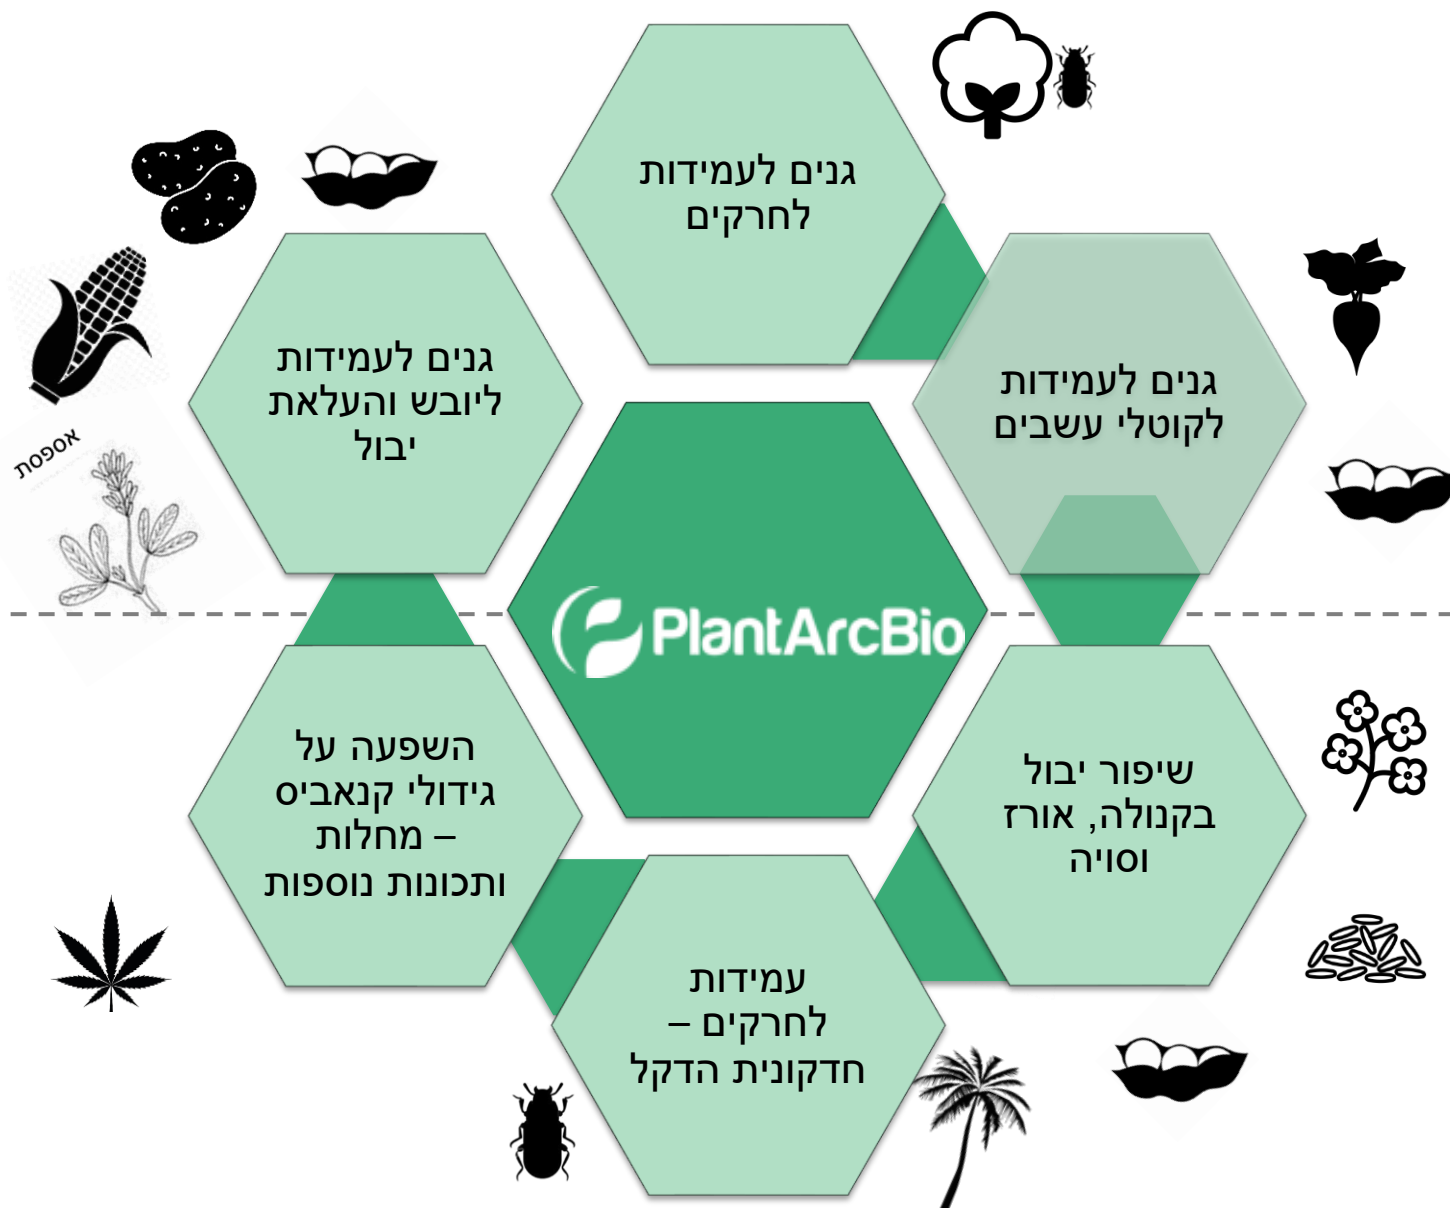 גנים לעמידות
לחרקים
גנים לעמידות
לקוטלי עשבים
גנים לעמידות
ליובש והעלאת
יבול
אספסת
PlantArcBio
שיפור יבול
בקנולה, אורז
וסויה
השפעה על
גידולי קנאביס
– מחלות
ותכונות נוספות
עמידות
לחרקים –
חדקונית הדקל